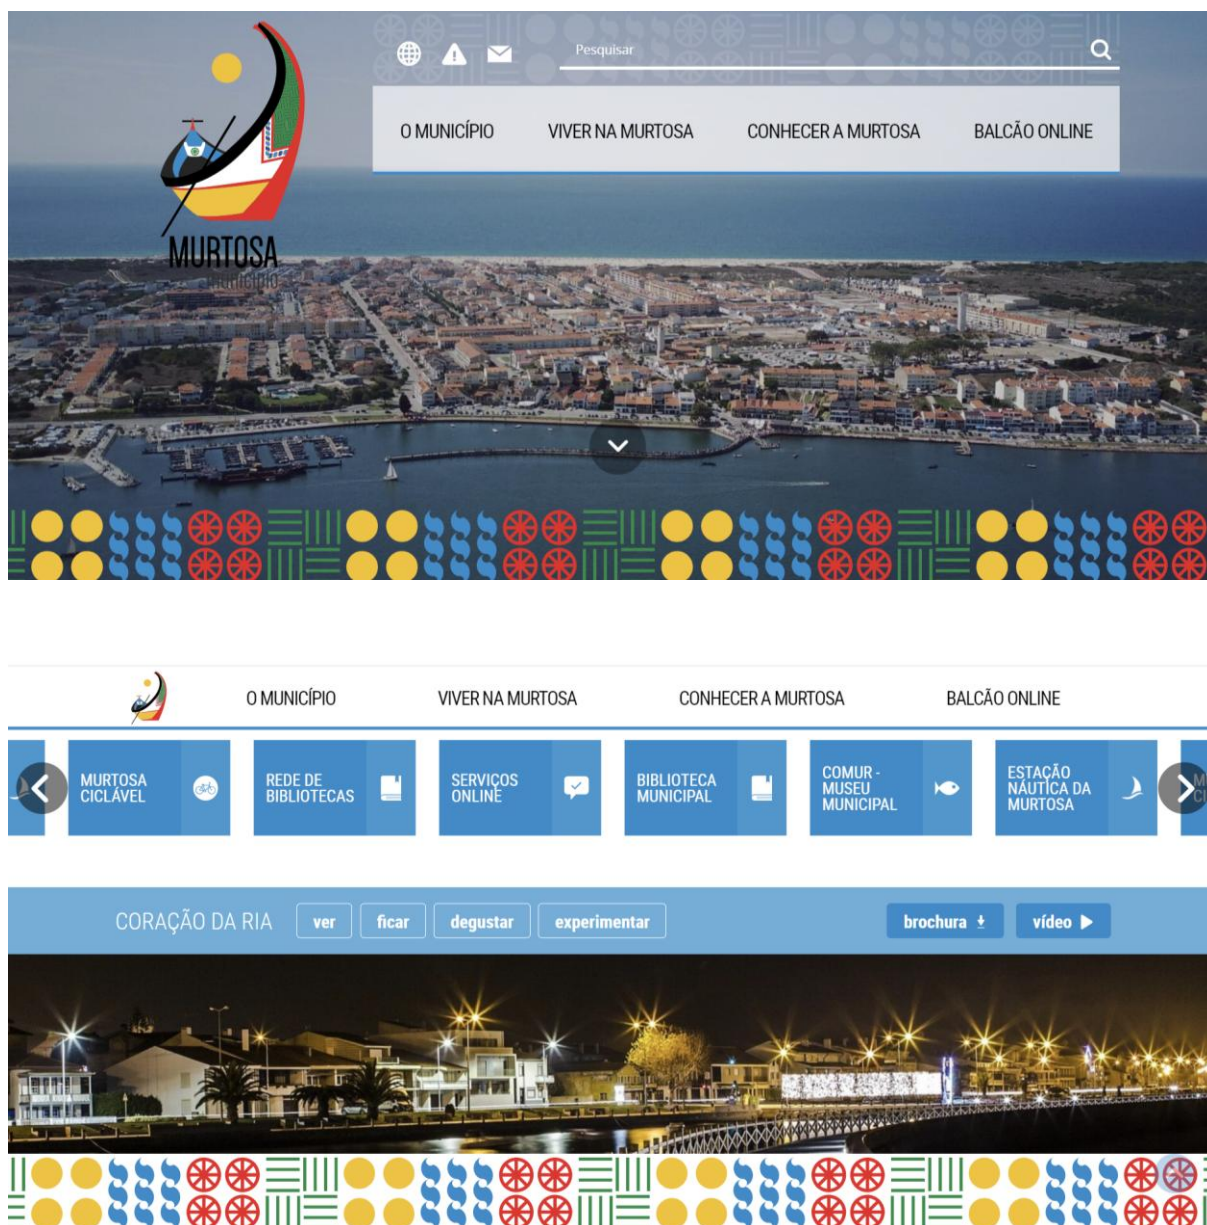 Pesquisar
O MUNICÍPIO VIVER NA MURTOSA CONHECER A MURTOSA BALCÃO ONLINE
MURTOSA
município
O MUNICÍPIO VIVER NA MURTOSA CONHECER A MURTOSA BALCÃO ONLINE
MURTOSA
CICLÁVEL
REDE DE
BIBLIOTECAS
SERVIÇOS
ONLINE
BIBLIOTECA
MUNICIPAL
COMUR -
MUSEU
MUNICIPAL
ESTAÇÃO
NÁUTICA DA
MURTOSA
CORAÇÃO DA RIA ver ficar degustar experimentar brochura vídeo